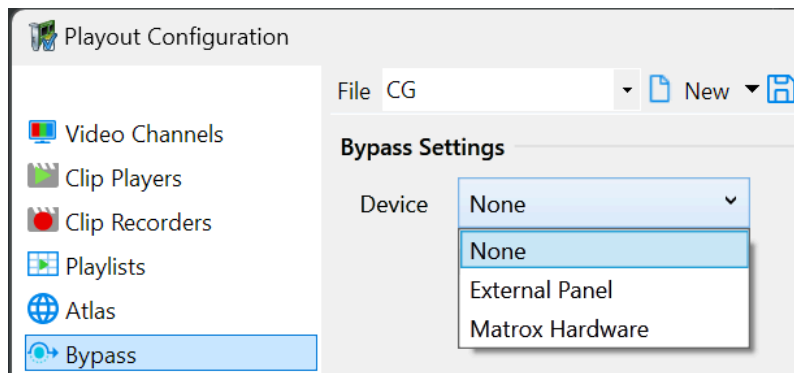 Playout Configuration
File CG New
Video Channels
Clip Players
Clip Recorders
Playlists
Atlas
Bypass
Bypass Settings
Device None
None
External Panel
Matrox Hardware